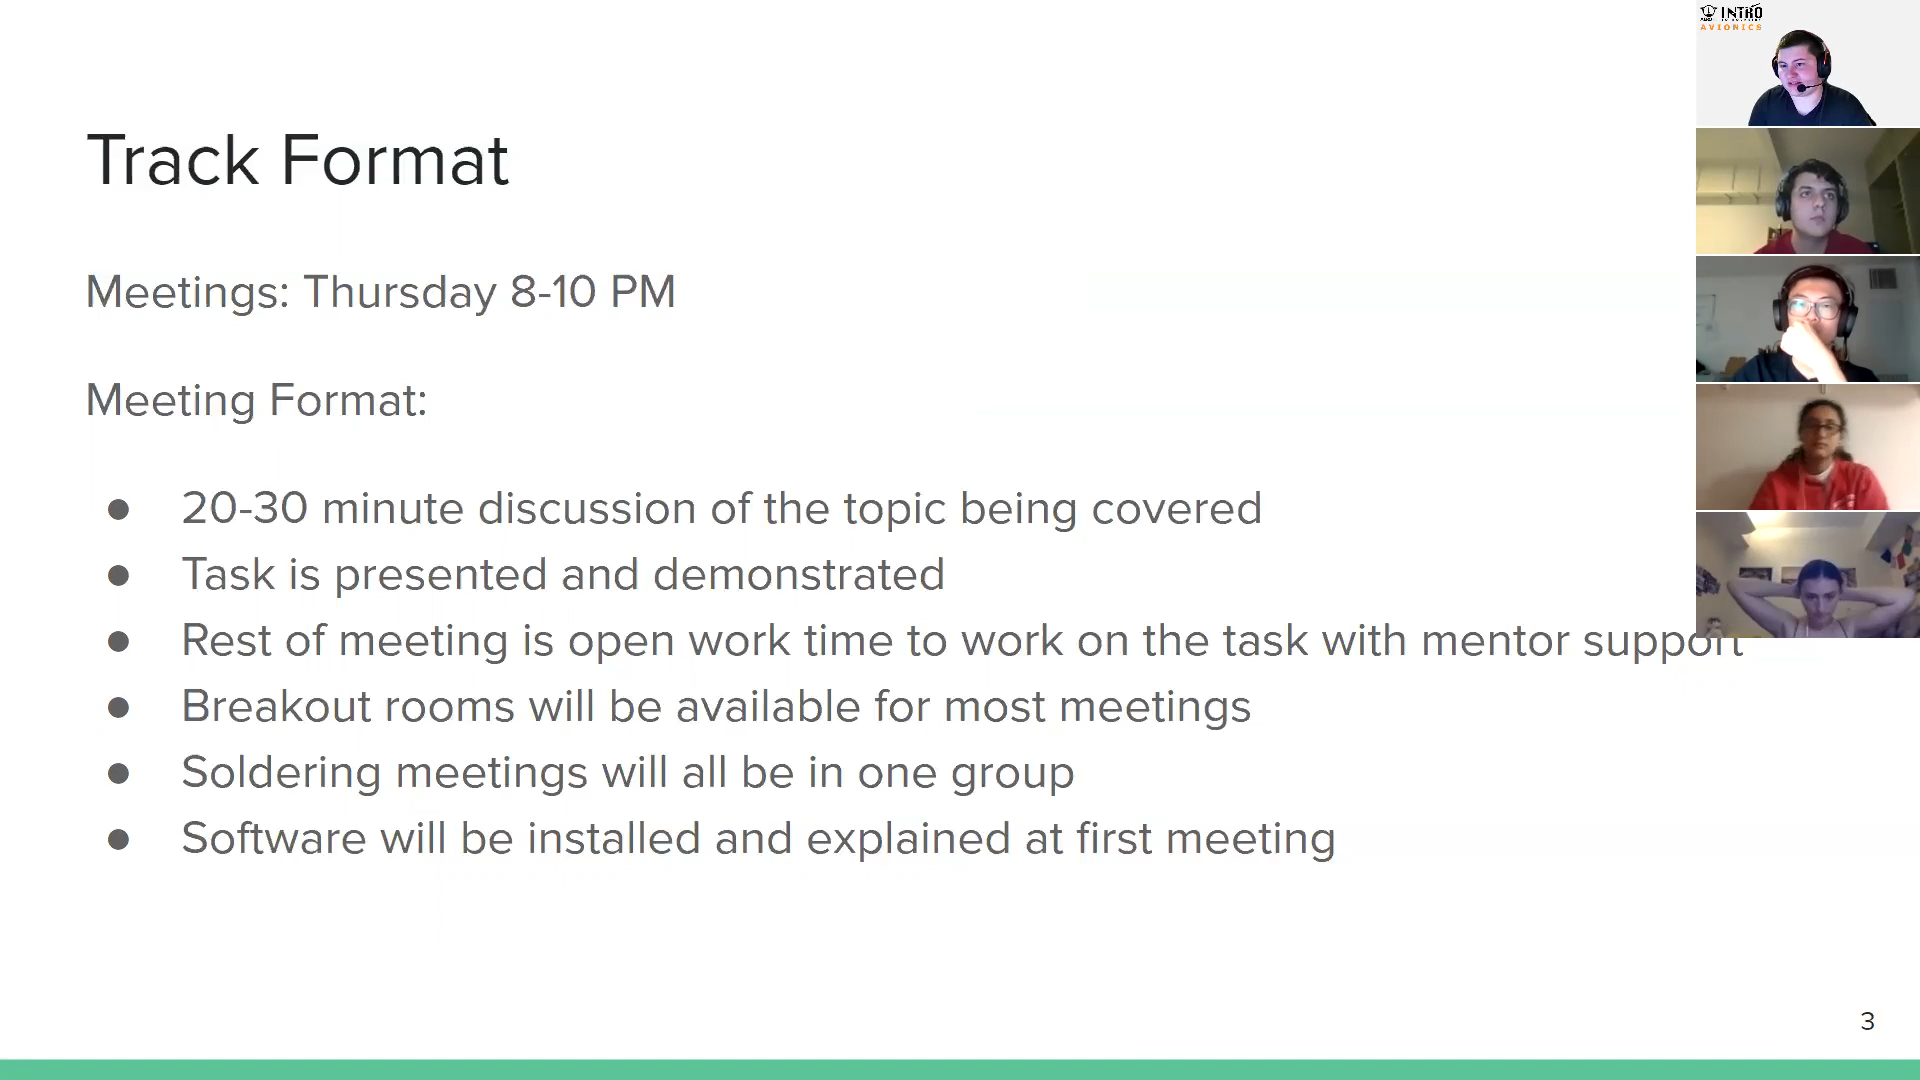 INTRO
AVIONICS
Track Format
Meetings: Thursday 8-10 PM
Meeting Format:
● 20-30 minute discussion of the topic being covered
● Task is presented and demonstrated
● Rest of meeting is open work time to work on the task with mentor support
● Breakout rooms will be available for most meetings
● Soldering meetings will all be in one group
● Software will be installed and explained at first meeting
3